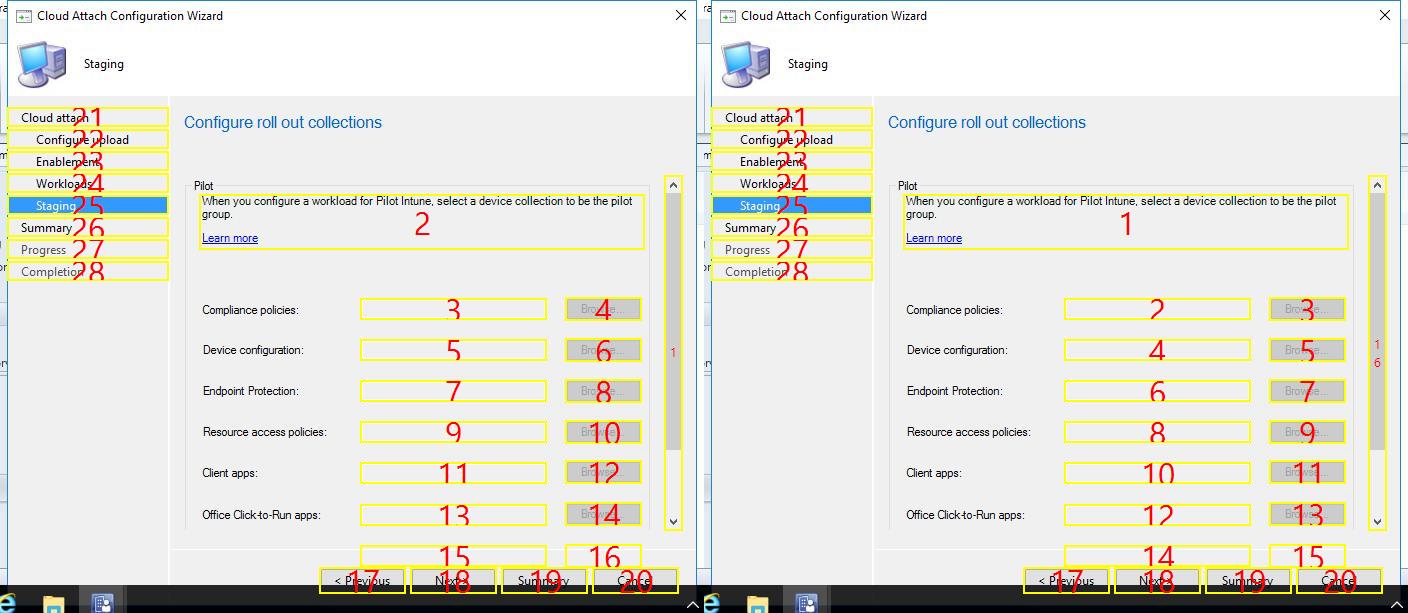 Cloud Attach Configuration Wizard
Staging
Cloud attach 21
Configure upload 22
Enablement 23
Workloads 24
Staging 25
Summary 26
Progress 27
Completion 28
Configure roll out collections
Pilot
When you configure a workload for Pilot Intune, select a device collection to be the pilot
group.
2
Learn more
1
Compliance policies: 3 Browse... 4
Device configuration: 5 Browse... 6
Endpoint Protection: 7 Browse... 8
Resource access policies: 9 Browse... 10
Client apps: 11 Browse... 12
Office Click-to-Run apps: 13 Browse... 14
15 16
< Previous 17 Next > 18 Summary 19 Cancel 20
Cloud Attach Configuration Wizard
Staging
Cloud attach 21
Configure upload 22
Enablement 23
Workloads 24
Staging 25
Summary 26
Progress 27
Completion 28
Configure roll out collections
Pilot
When you configure a workload for Pilot Intune, select a device collection to be the pilot
group.
1
Learn more
16
Compliance policies: 2 Browse... 3
Device configuration: 4 Browse... 5
Endpoint Protection: 6 Browse... 7
Resource access policies: 8 Browse... 9
Client apps: 10 Browse... 11
Office Click-to-Run apps: 12 Browse... 13
14 15
< Previous 17 Next > 18 Summary 19 Cancel 20